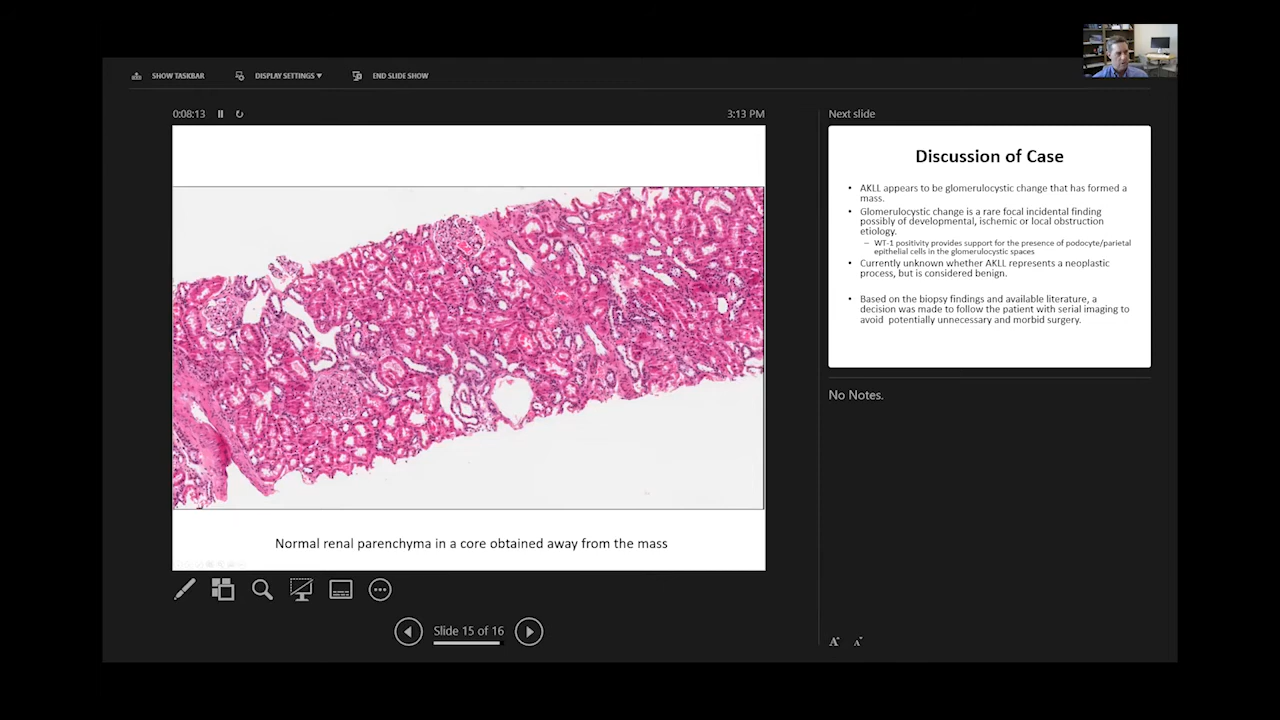 SHOW TASKBAR
DISPLAY SETTINGS ▾
END SLIDE SHOW
0:08:13
3:13 PM
Normal renal parenchyma in a core obtained away from the mass
Slide 15 of 16
Next slide
Discussion of Case
• AKLL appears to be glomerulocystic change that has formed a
mass.
• Glomerulocystic change is a rare focal incidental finding
possibly of developmental, ischemic or local obstruction
etiology.
– WT-1 positivity provides support for the presence of podocyte/parietal
epithelial cells in the glomerulocystic spaces
• Currently unknown whether AKLL represents a neoplastic
process, but is considered benign.
• Based on the biopsy findings and available literature, a
decision was made to follow the patient with serial imaging to
avoid potentially unnecessary and morbid surgery.
No Notes.
A A